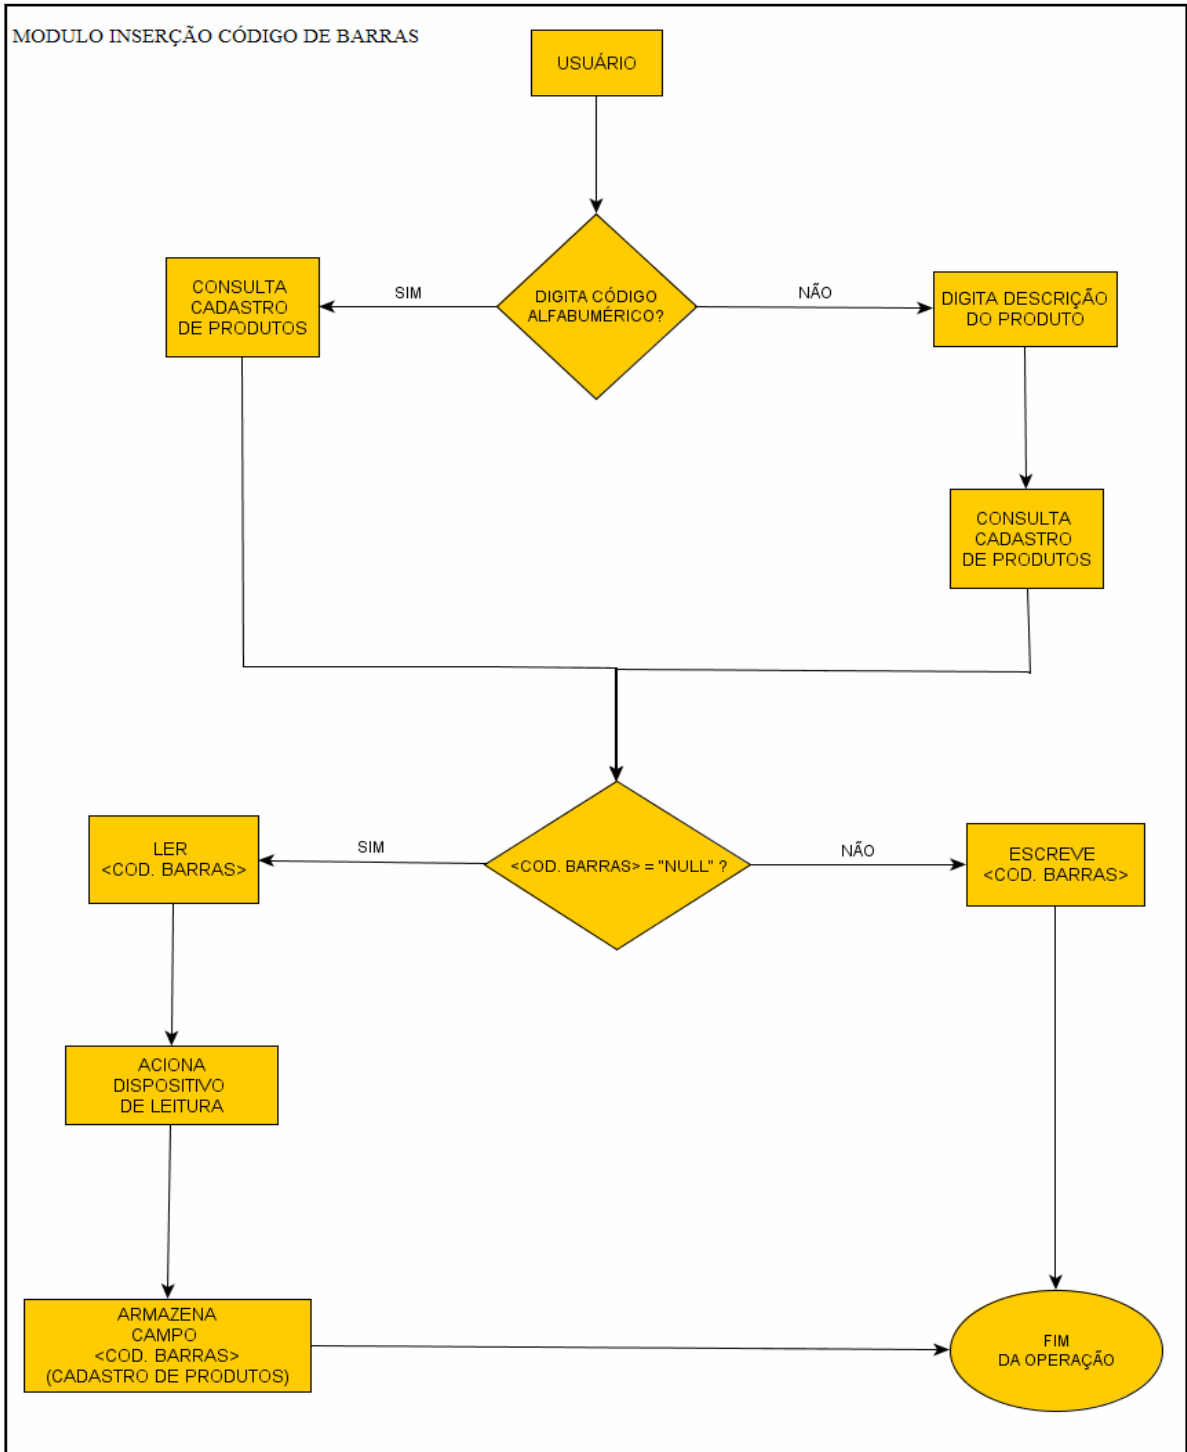 MODULO INSERÇÃO CÓDIGO DE BARRAS
USUÁRIO
DIGITA CÓDIGO
ALFABUMÉRICO?
SIM
NÃO
CONSULTA
CADASTRO
DE PRODUTOS
DIGITA DESCRIÇÃO
DO PRODUTO
CONSULTA
CADASTRO
DE PRODUTOS
<COD. BARRAS> = "NULL" ?
SIM
NÃO
LER
<COD. BARRAS>
ESCREVE
<COD. BARRAS>
ACIONA
DISPOSITIVO
DE LEITURA
ARMAZENA
CAMPO
<COD. BARRAS>
(CADASTRO DE PRODUTOS)
FIM
DA OPERAÇÃO